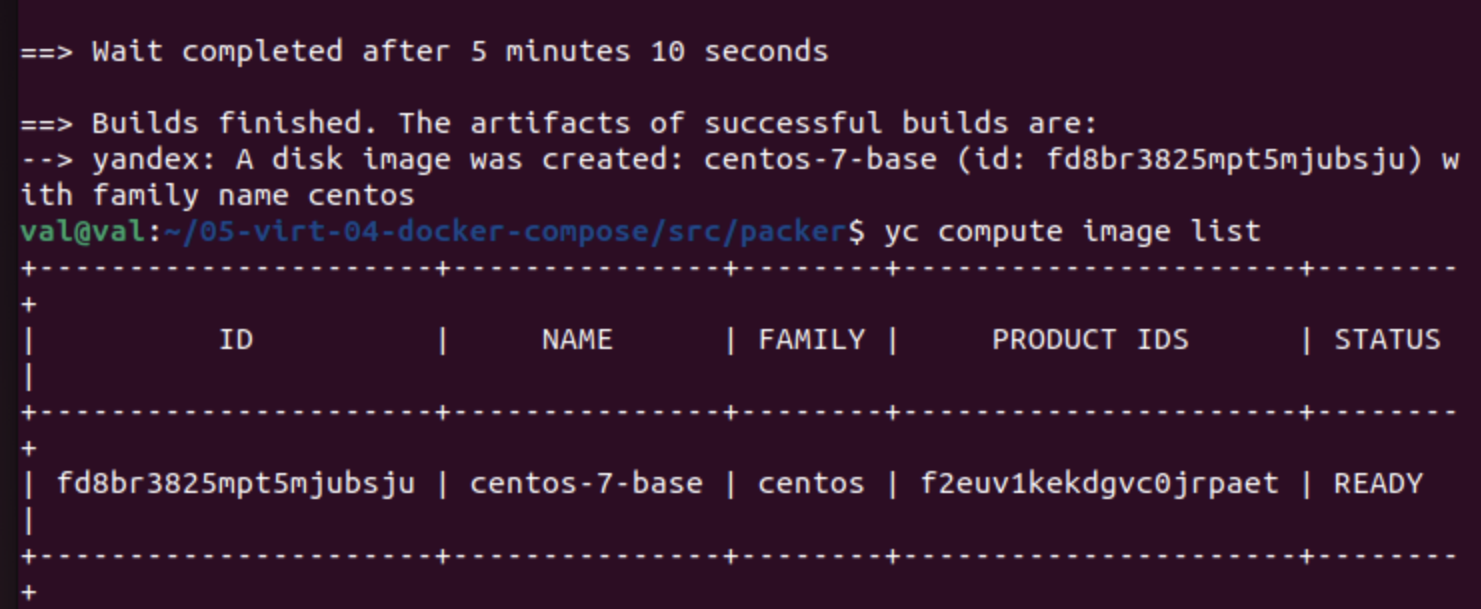 ==> Wait completed after 5 minutes 10 seconds

==> Builds finished. The artifacts of successful builds are:
--> yandex: A disk image was created: centos-7-base (id: fd8br3825mpt5mjubsju) w
ith family name centos
val@val:~/05-virt-04-docker-compose/src/packer$ yc compute image list
+----------------------+---------------+--------+----------------------+--------
+
|          ID          |     NAME      | FAMILY |     PRODUCT IDS      | STATUS 
|
+----------------------+---------------+--------+----------------------+--------
+
| fd8br3825mpt5mjubsju | centos-7-base | centos | f2euv1kekdgvc0jrpaet | READY  
|
+----------------------+---------------+--------+----------------------+--------
+